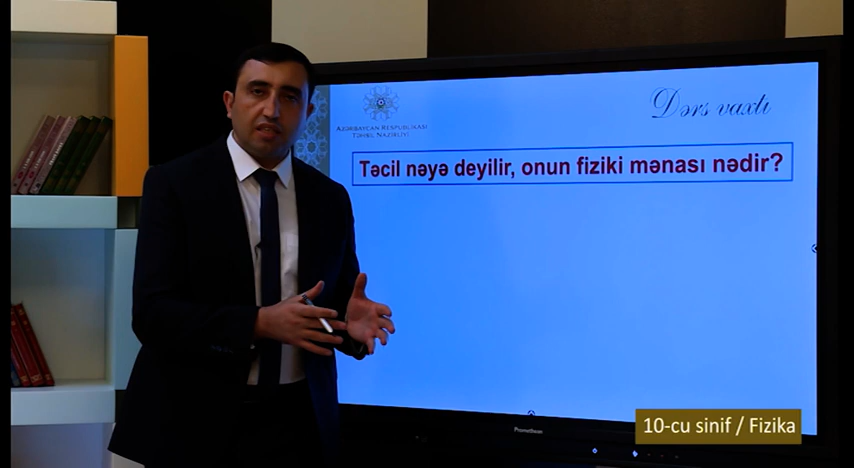 Dərs vaxtı
AZƏRBAYCAN RESPUBLİKASI
TƏHSİL NAZİRLİYİ
Təcil nəyə deyilir, onun fiziki mənası nədir?
Promethean
10-cu sinif / Fizika